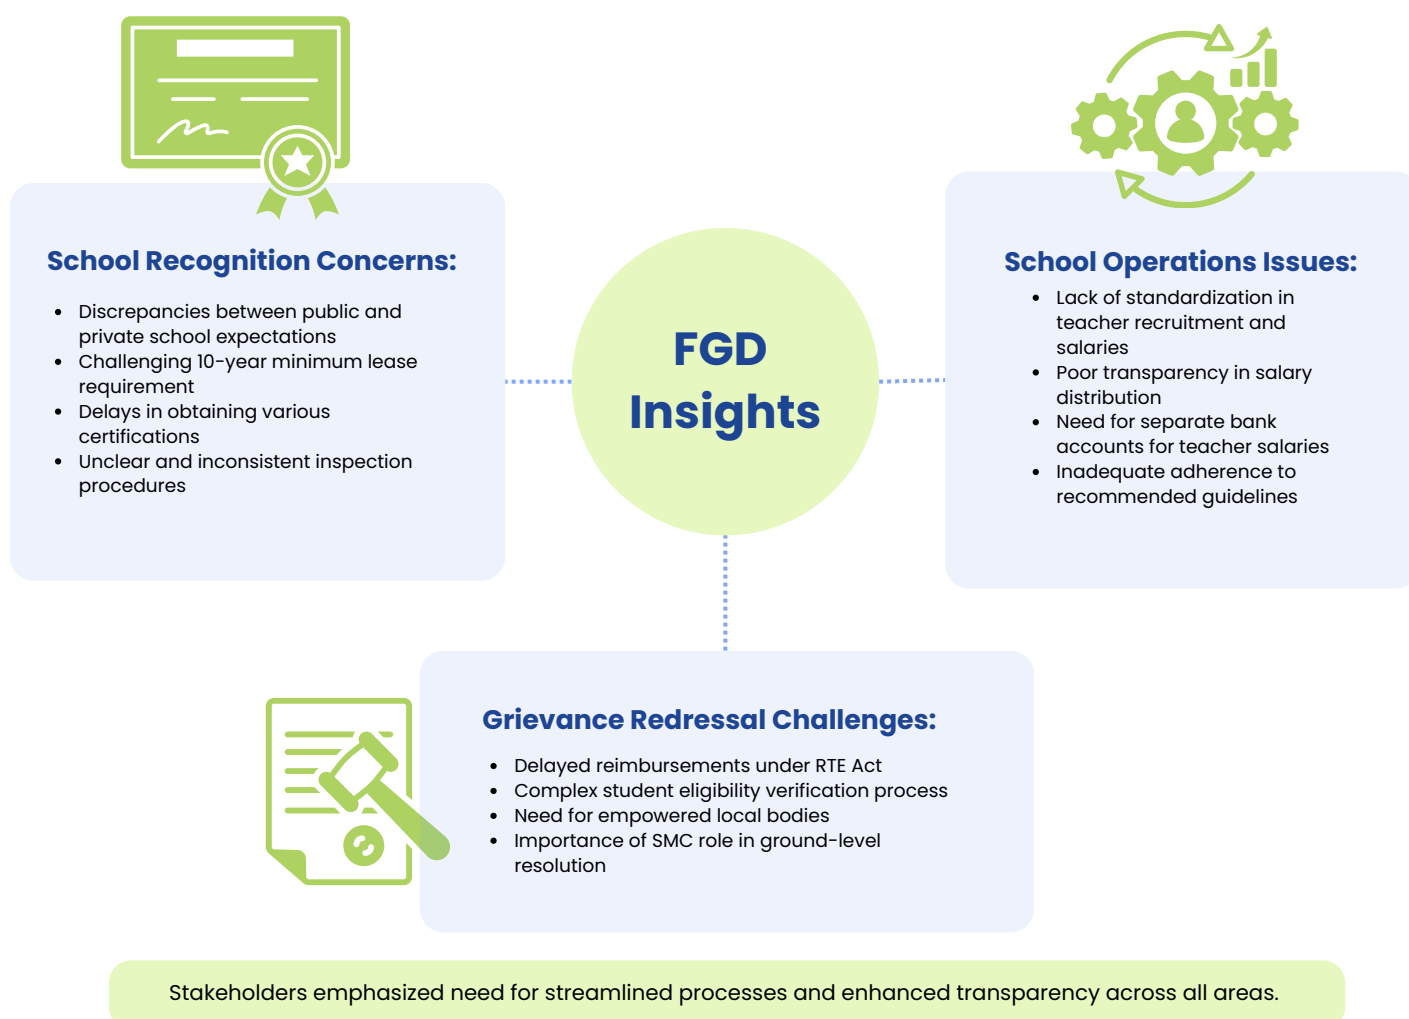 School Recognition Concerns:
• Discrepancies between public and
private school expectations
• Challenging 10-year minimum lease
requirement
• Delays in obtaining various
certifications
• Unclear and inconsistent inspection
procedures
FGD
Insights
School Operations Issues:
• Lack of standardization in
teacher recruitment and
salaries
• Poor transparency in salary
distribution
• Need for separate bank
accounts for teacher salaries
• Inadequate adherence to
recommended guidelines
Grievance Redressal Challenges:
• Delayed reimbursements under RTE Act
• Complex student eligibility verification process
• Need for empowered local bodies
• Importance of SMC role in ground-level
resolution
Stakeholders emphasized need for streamlined processes and enhanced transparency across all areas.